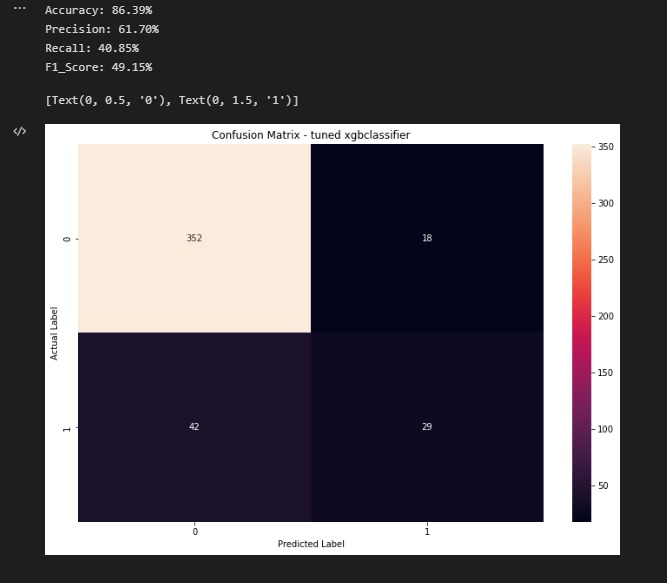 ...
Accuracy: 86.39%
Precision: 61.70%
Recall: 40.85%
F1_Score: 49.15%
[Text(0, 0.5, '0'), Text(0, 1.5, '1')]
</>
Confusion Matrix - tuned xgbclassifier
350
300
250
200
150
100
50
Actual Label
0
352
18
1
42
29
0
1
Predicted Label